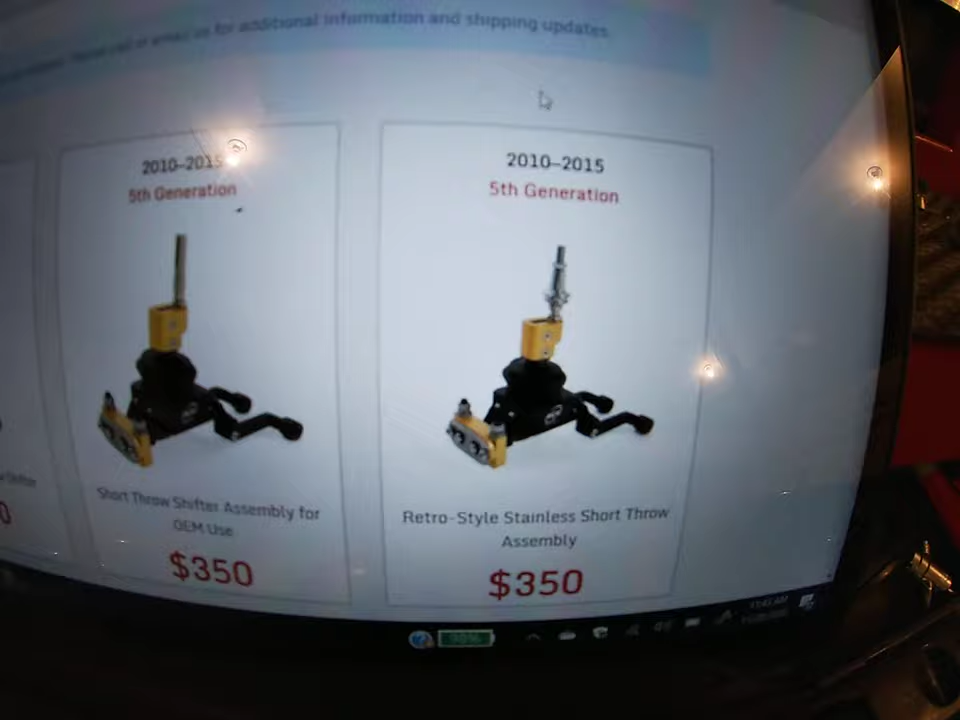 for additional information and shipping updates
2010–2015
5th Generation
Short Throw Shifter Assembly for
OEM Use
$350
2010–2015
5th Generation
Retro-Style Stainless Short Throw
Assembly
$350